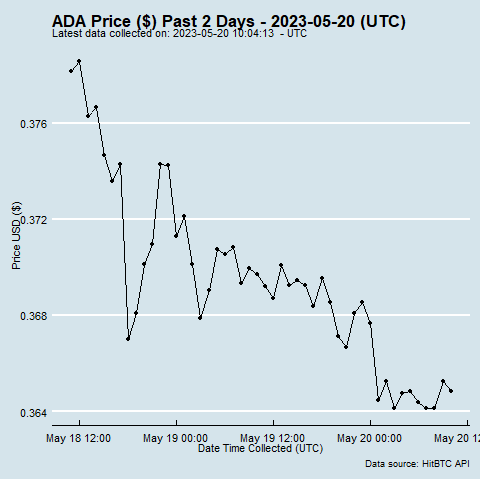 ADA Price ($) Past 2 Days - 2023-05-20 (UTC)
Latest data collected on: 2023-05-20 10:04:13  - UTC
0.376
0.372
0.368
0.364
Price USD ($)
May 18 12:00
May 19 00:00
May 19 12:00
May 20 00:00
May 20 12
Date Time Collected (UTC)
Data source: HitBTC API